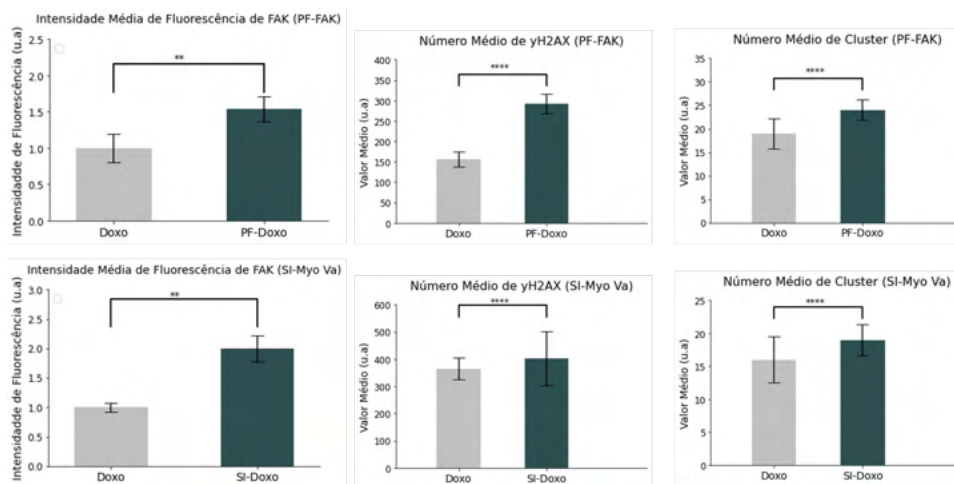 Intensidade Média de Fluorescência de FAK (PF-FAK)
Intensidadde de Fluorescência (u.a)
2.5
2.0
1.5
1.0
0.5
0.0
**
Doxo
PF-Doxo
Número Médio de yH2AX (PF-FAK)
Valor Médio (u.a)
400
350
300
250
200
150
100
50
0
****
Doxo
PF-Doxo
Número Médio de Cluster (PF-FAK)
Valor Médio (u.a)
35
30
25
20
15
10
5
0
****
Doxo
PF-Doxo
Intensidade Média de Fluorescência de FAK (SI-Myo Va)
Intensidadde de Fluorescência (u.a)
3.0
2.5
2.0
1.5
1.0
0.5
0.0
**
Doxo
SI-Doxo
Número Médio de yH2AX (SI-Myo Va)
Valor Médio (u.a)
600
500
400
300
200
100
0
****
Doxo
SI-Doxo
Número Médio de Cluster (SI-Myo Va)
Valor Médio (u.a)
25
20
15
10
5
0
****
Doxo
SI-Doxo